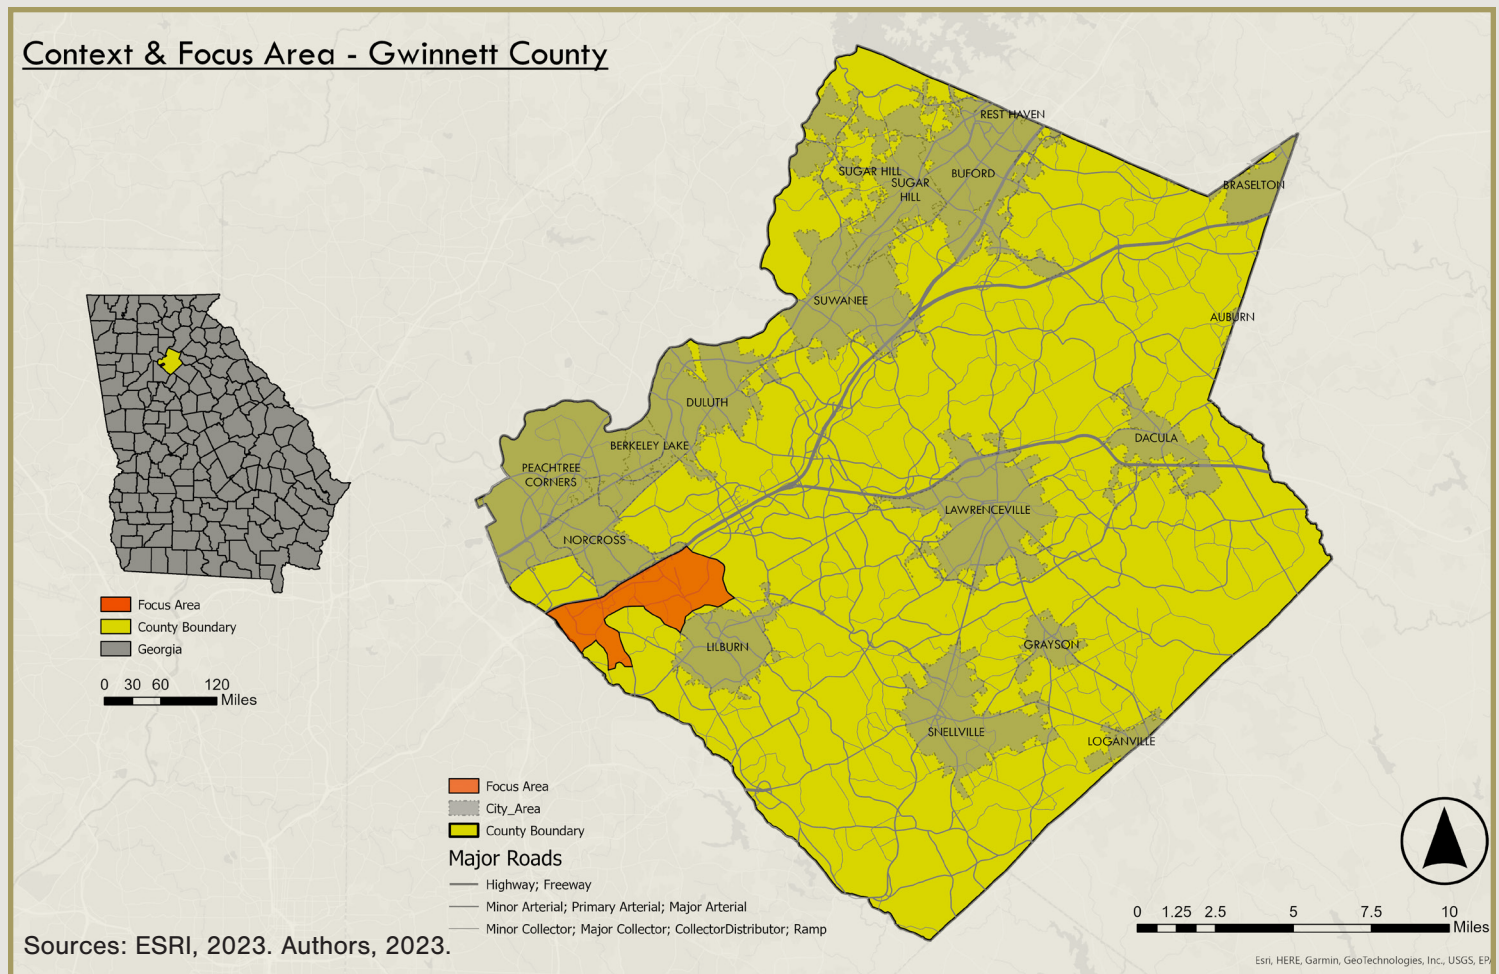 Context & Focus Area - Gwinnett County
REST HAVEN
SUGAR HILL
SUGAR
HILL
BUFORD
BRASELTON
SUWANEE
AUBURN
DULUTH
BERKELEY LAKE
DACULA
PEACHTREE
CORNERS
LAWRENCEVILLE
NORCROSS
LILBURN
GRAYSON
SNELLVILLE
LOGANVILLE
Focus Area
County Boundary
Georgia
0 30 60 120
Miles
Focus Area
City_Area
County Boundary
Major Roads
Highway; Freeway
Minor Arterial; Primary Arterial; Major Arterial
Minor Collector; Major Collector; CollectorDistributor; Ramp
0 1.25 2.5 5 7.5 10
Miles
Sources: ESRI, 2023. Authors, 2023.
Esri, HERE, Garmin, GeoTechnologies, Inc., USGS, EP